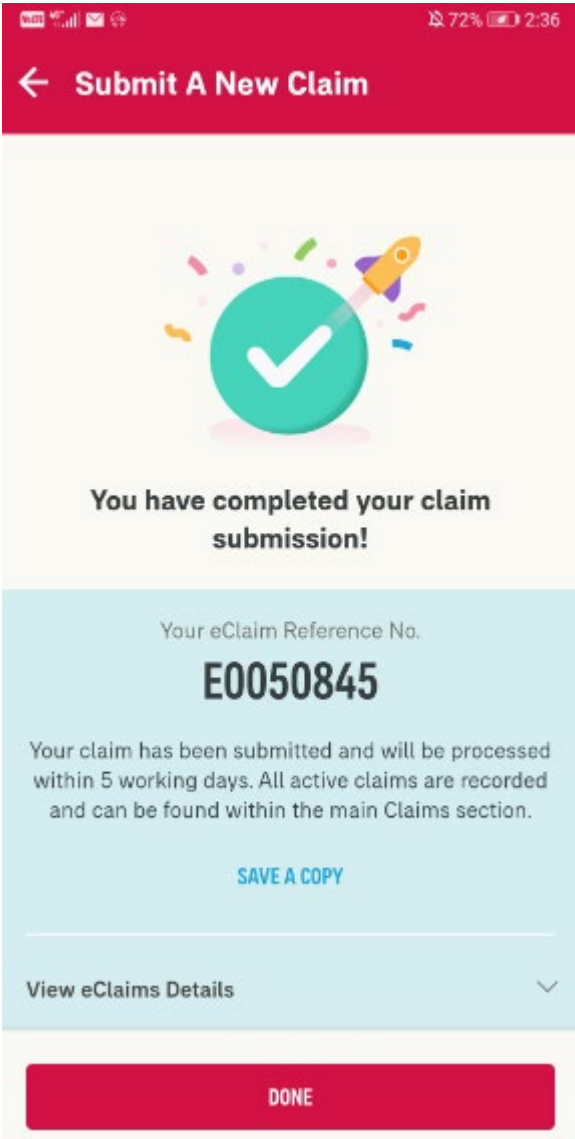 72% 2:36
Submit A New Claim
You have completed your claim
submission!
Your eClaim Reference No.
E0050845
Your claim has been submitted and will be processed
within 5 working days. All active claims are recorded
and can be found within the main Claims section.
SAVE A COPY
View eClaims Details
DONE